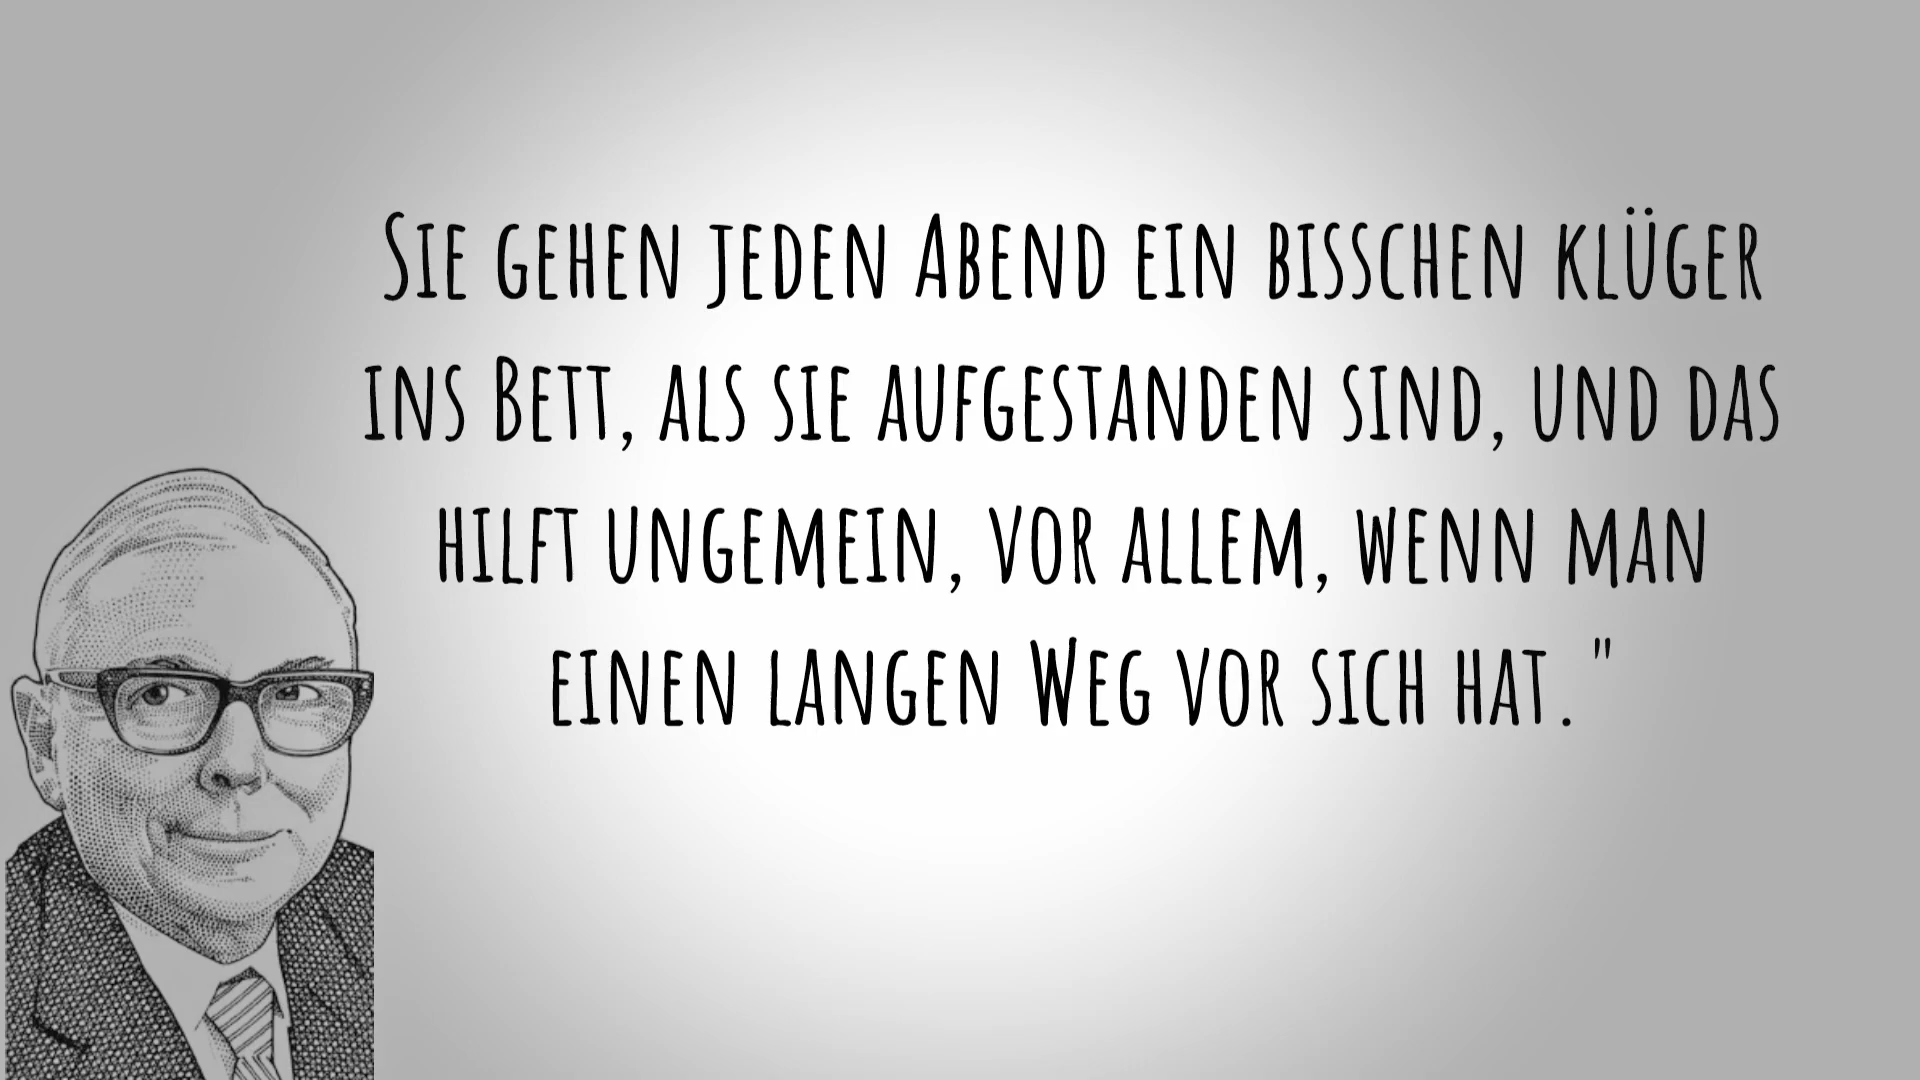 Sie gehen jeden Abend ein bisschen klüger
ins Bett, als sie aufgestanden sind, und das
hilft ungemein, vor allem, wenn man
einen langen Weg vor sich hat. "